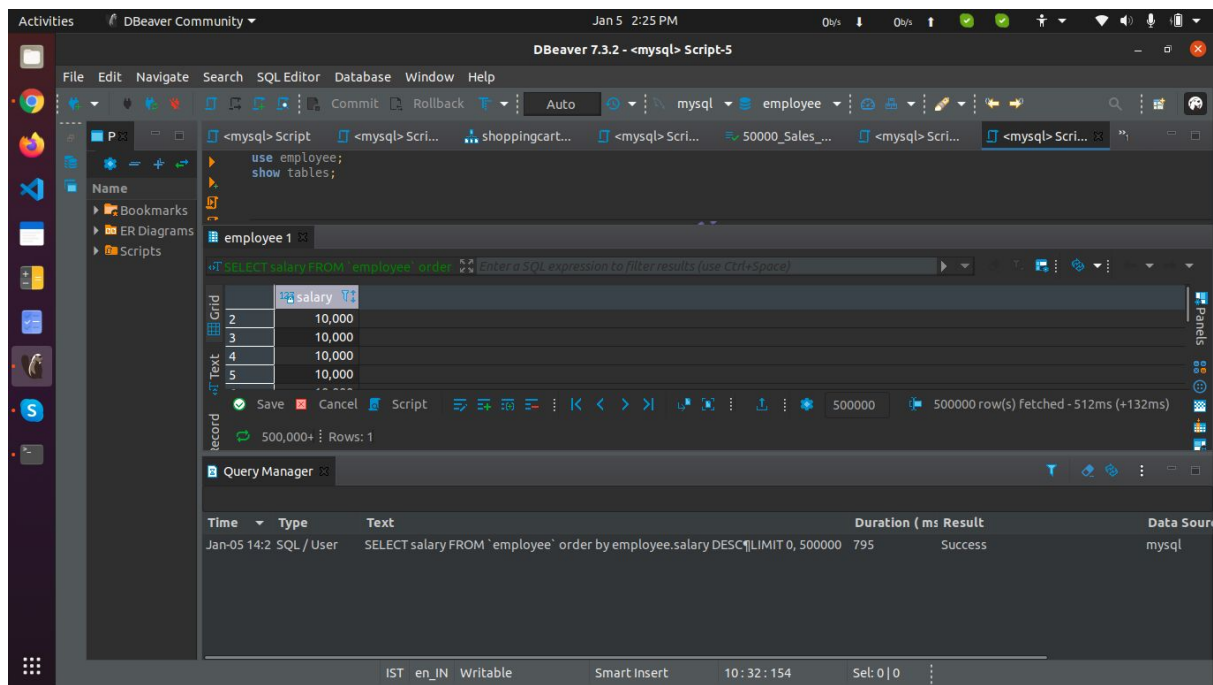 Activities DBeaver Community Jan 5 2:25 PM 0b/s 0b/s
DBeaver 7.3.2 - <mysql> Script-5
File Edit Navigate Search SQL Editor Database Window Help
Commit Rollback Auto mysql employee
P <mysql> Script <mysql> Scri... shoppingcart... <mysql> Scri... 50000_Sales_... <mysql> Scri... <mysql> Scri... 1
use employee;
show tables;
Name
Bookmarks
ER Diagrams
Scripts
employee 1
SELECT salary FROM `employee` order Enter a SQL expression to filter results (use Ctrl+Space)
Grid
Text
Record
Panels
123 salary
2 10,000
3 10,000
4 10,000
5 10,000
Save Cancel Script 500000 500000 row(s) fetched - 512ms (+132ms)
500,000+ Rows: 1
Query Manager
Time Type Text Duration ( ms Result Data Sour
Jan-05 14:2 SQL / User SELECT salary FROM `employee` order by employee.salary DESC¶LIMIT 0, 500000 795 Success mysql
IST en_IN Writable Smart Insert 10 : 32 : 154 Sel: 0 | 0